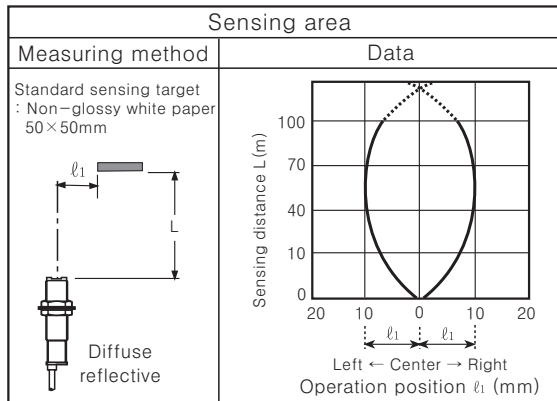 Sensing area
Measuring method
Data
Standard sensing target
: Non-glossy white paper
50×50mm
ℓ1
L
Diffuse
reflective
Sensing distance L(m)
100
70
40
10
0
20 10 0 10 20
ℓ1 ℓ1
Left ← Center → Right
Operation position ℓ1 (mm)